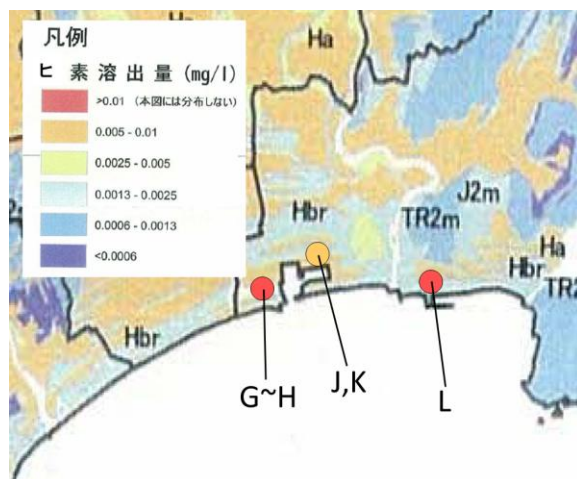 凡例
ヒ素溶出量 (mg/l)
>0.01 (本図には分布しない)
0.005 - 0.01
0.0025 - 0.005
0.0013 - 0.0025
0.0006 - 0.0013
<0.0006
Ha
Hbr
J2m
TR2m
Ha
Hbr
TR2
Hbr
G~H
J,K
L